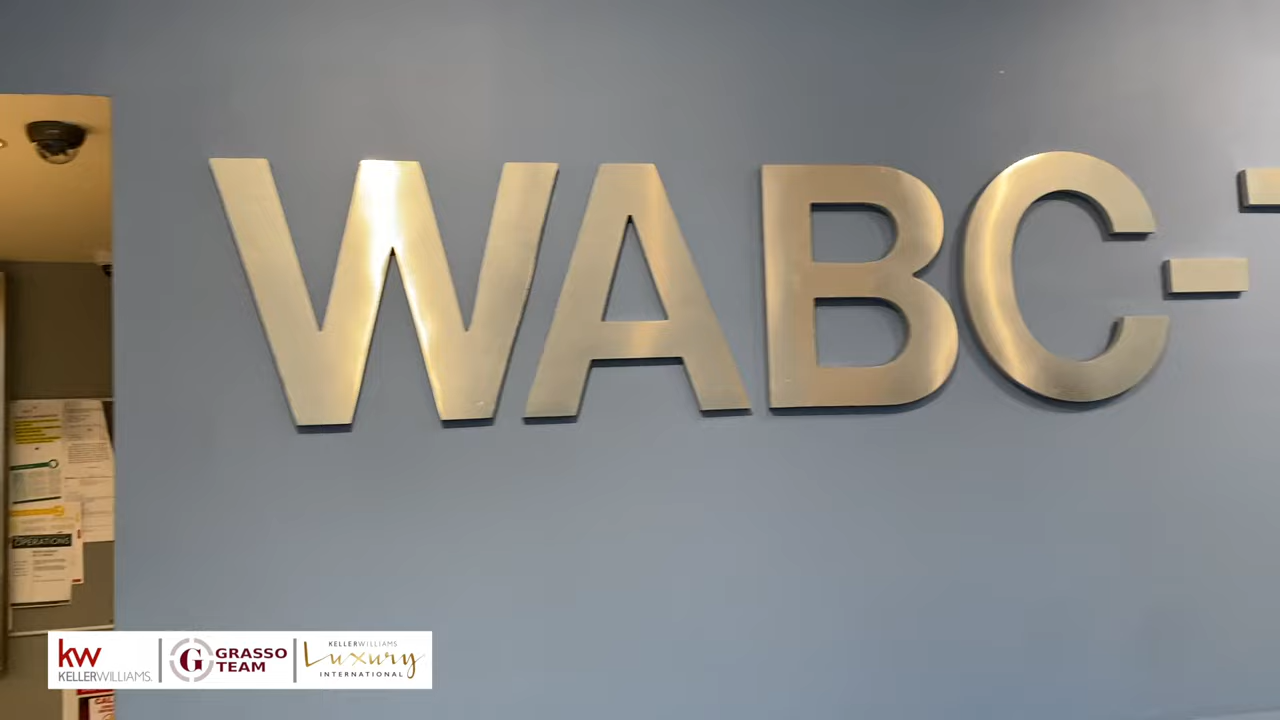 WABC-
OPERATIONS
kw
KELLERWILLIAMS.
G
GRASSO
TEAM
KELLERWILLIAMS
Luxury
INTERNATIONAL